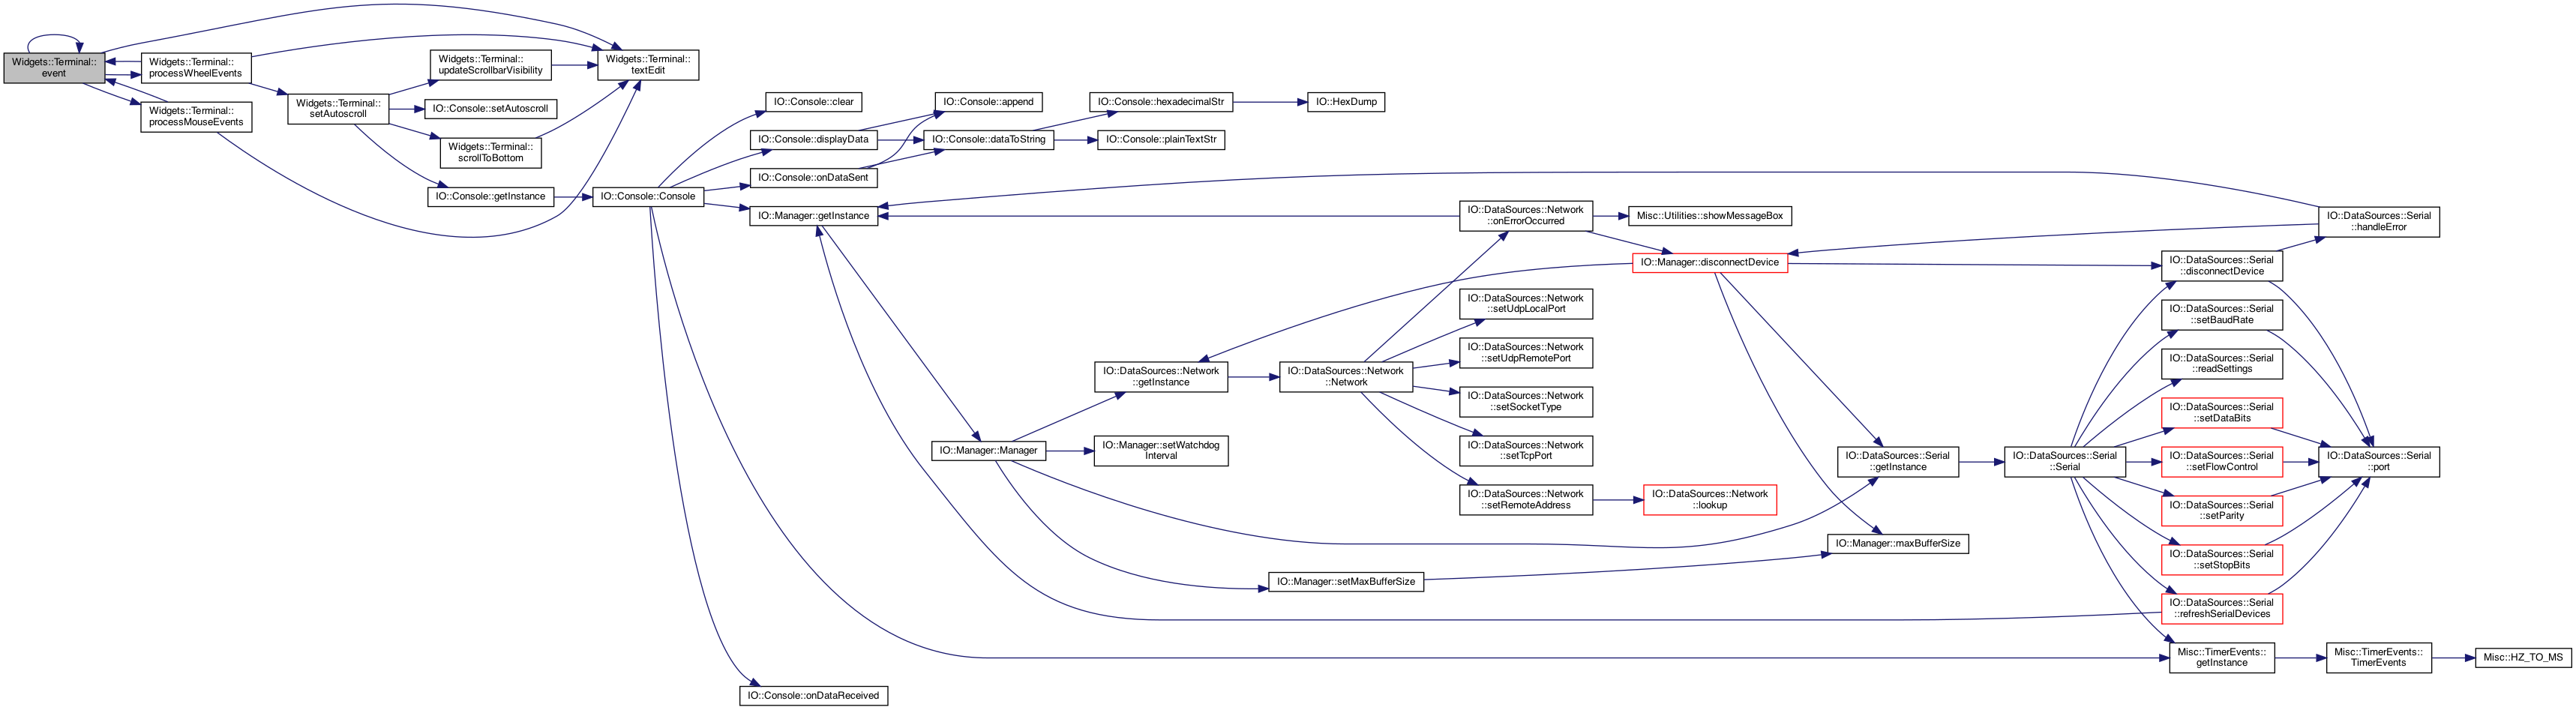 Widgets::Terminal::
event
Widgets::Terminal::
processWheelEvents
Widgets::Terminal::
processMouseEvents
Widgets::Terminal::
setAutoscroll
Widgets::Terminal::
updateScrollbarVisibility
IO::Console::setAutoscroll
Widgets::Terminal::
scrollToBottom
IO::Console::getInstance
Widgets::Terminal::
textEdit
IO::Console::Console
IO::Console::clear
IO::Console::displayData
IO::Console::onDataSent
IO::Manager::getInstance
IO::Console::onDataReceived
IO::Console::append
IO::Console::dataToString
IO::Manager::Manager
IO::Console::hexadecimalStr
IO::Console::plainTextStr
IO::DataSources::Network
::getInstance
IO::Manager::setWatchdog
Interval
IO::HexDump
IO::DataSources::Network
::Network
IO::Manager::setMaxBufferSize
IO::DataSources::Network
::onErrorOccurred
IO::DataSources::Network
::setUdpLocalPort
IO::DataSources::Network
::setUdpRemotePort
IO::DataSources::Network
::setSocketType
IO::DataSources::Network
::setTcpPort
IO::DataSources::Network
::setRemoteAddress
Misc::Utilities::showMessageBox
IO::Manager::disconnectDevice
IO::DataSources::Network
::lookup
IO::DataSources::Serial
::getInstance
IO::Manager::maxBufferSize
IO::DataSources::Serial
::Serial
IO::DataSources::Serial
::disconnectDevice
IO::DataSources::Serial
::setBaudRate
IO::DataSources::Serial
::readSettings
IO::DataSources::Serial
::setDataBits
IO::DataSources::Serial
::setFlowControl
IO::DataSources::Serial
::setParity
IO::DataSources::Serial
::setStopBits
IO::DataSources::Serial
::refreshSerialDevices
Misc::TimerEvents::
getInstance
IO::DataSources::Serial
::handleError
IO::DataSources::Serial
::port
Misc::TimerEvents::
TimerEvents
Misc::HZ_TO_MS